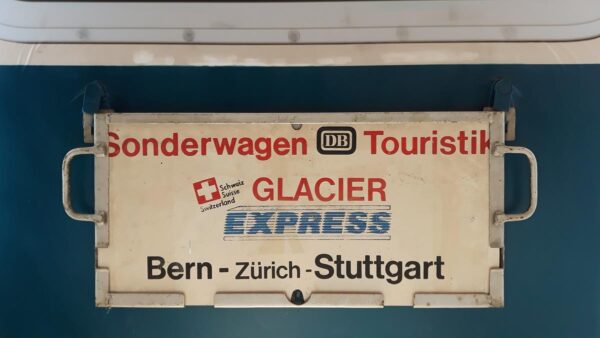 Sonderwagen DB Touristik
Schweiz
Suisse
Switzerland
GLACIER
EXPRESS
Bern - Zürich - Stuttgart